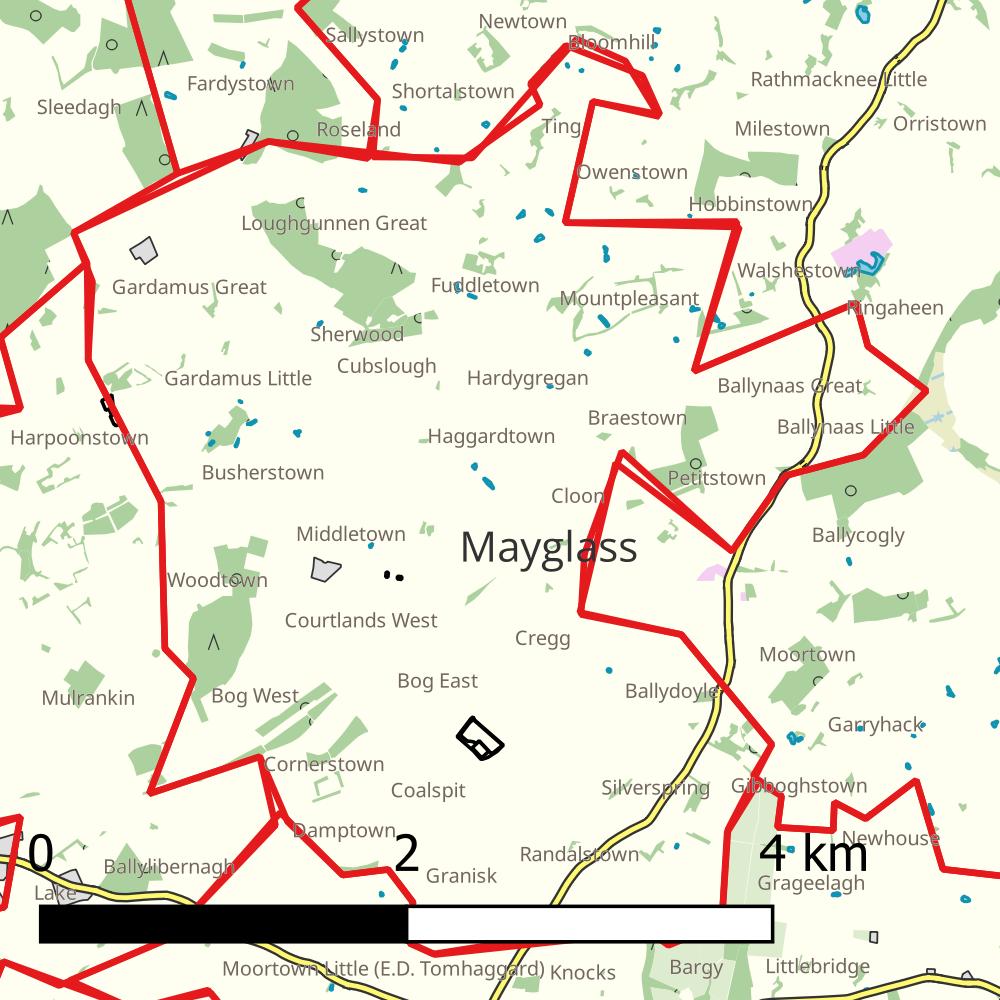 Newtown
Sallystown
Bloomhill
Rathmacknee Little
Fardystown
Shortalstown
Sleedagh
Orristown
Ting
Milestown
Roseland
Owenstown
Hobbinstown
Loughgunnen Great
Walshestown
Gardamus Great
Fuddletown
Mountpleasant
Ringaheen
Sherwood
Cubslough
Gardamus Little
Hardygregan
Ballynaas Great
Braestown
Ballynaas Little
Harpoonstown
Haggardtown
Busherstown
Petitstown
Cloon
Middletown
Ballycogly
Mayglass
Woodtown
Courtlands West
Cregg
Moortown
Bog East
Ballydoyle
Mulrankin
Bog West
Garryhack
Cornerstown
Coalspit
Silverspring
Gibboghstown
Damptown
Newhouse
0 2 4 km
Randalstown
Ballylibernagh
Granisk
Grageelagh
Lake
Moortown Little (E.D. Tomhaggard)
Knocks
Bargy
Littlebridge